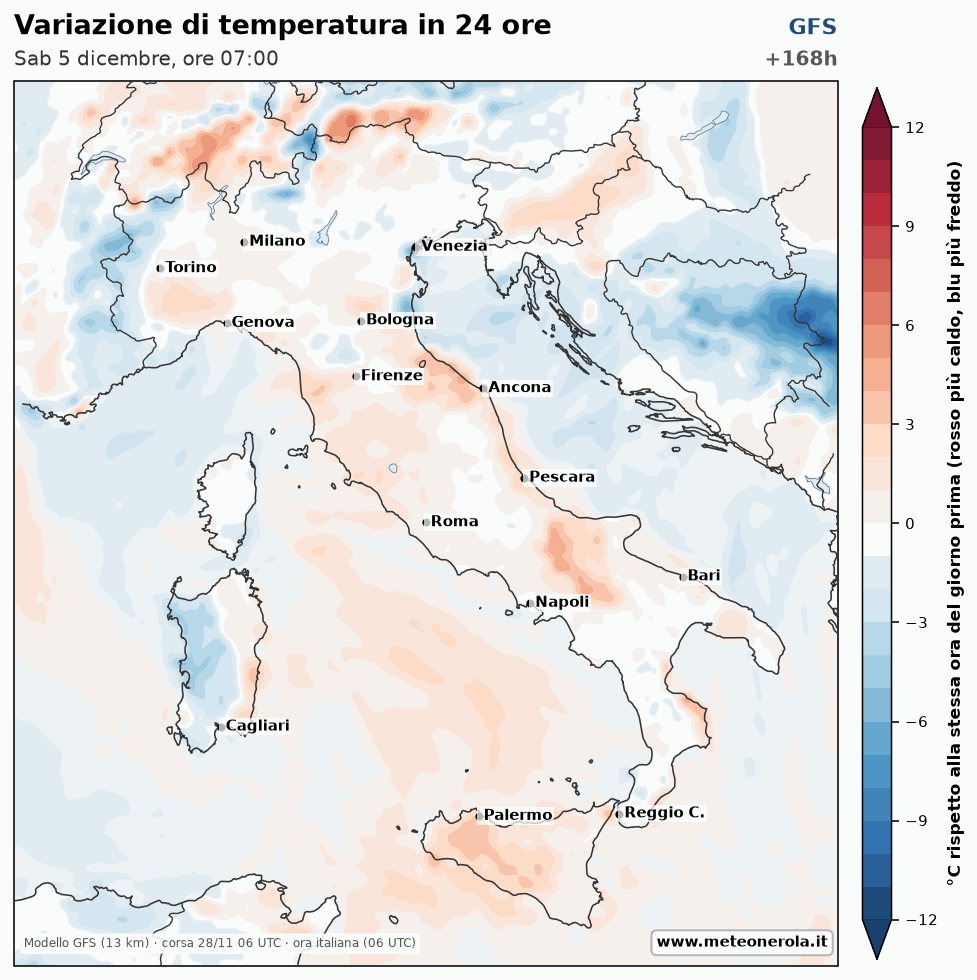 Variazione di temperatura in 24 ore
GFS
Sab 5 dicembre, ore 07:00
+168h
Milano
Venezia
Torino
Genova
Bologna
Firenze
Ancona
Pescara
Roma
Bari
Napoli
Cagliari
Palermo
Reggio C.
Modello GFS (13 km) · corsa 28/11 06 UTC · ora italiana (06 UTC)
www.meteonerola.it
12
9
6
3
0
−3
−6
−9
−12
°C rispetto alla stessa ora del giorno prima (rosso più caldo, blu più freddo)